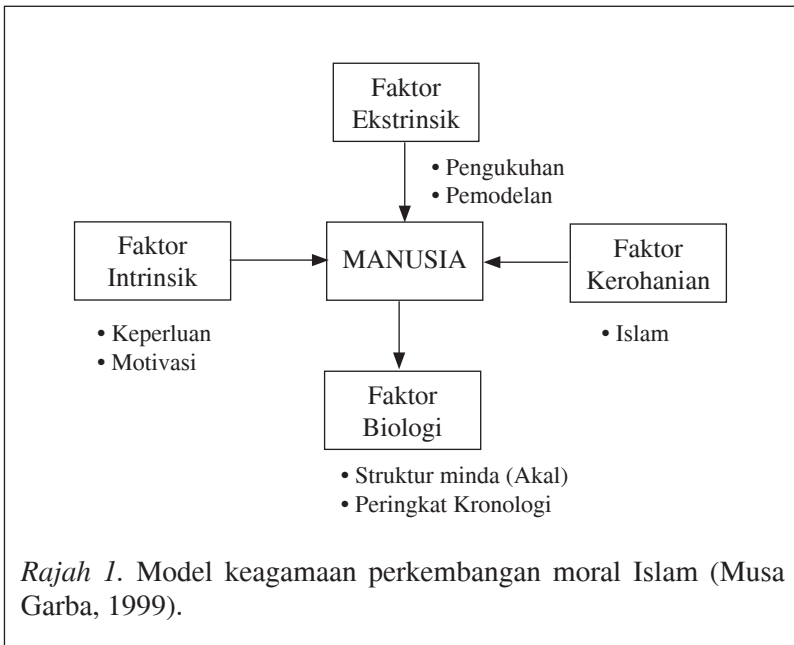 Faktor
Ekstrinsik
• Pengukuhan
• Pemodelan
Faktor
Intrinsik
MANUSIA
Faktor
Kerohanian
• Keperluan
• Motivasi
• Islam
Faktor
Biologi
• Struktur minda (Akal)
• Peringkat Kronologi
Rajah 1. Model keagamaan perkembangan moral Islam (Musa
Garba, 1999).